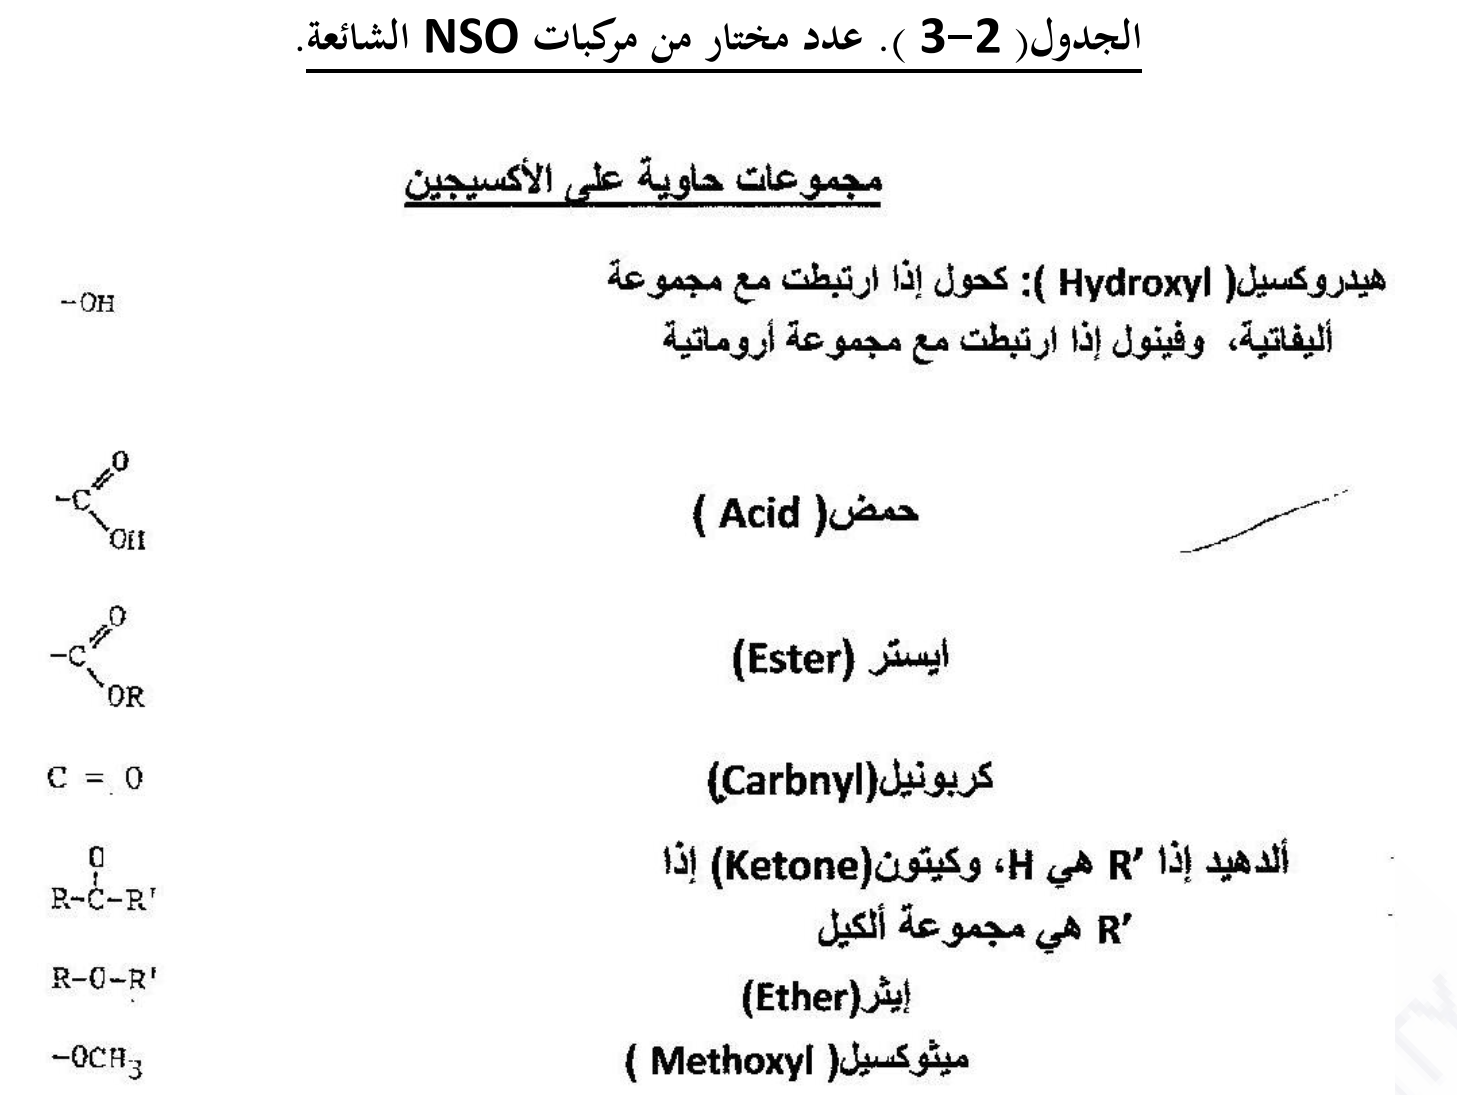 الجدول( 2–3 ). عدد مختار من مركبات NSO الشائعة.
مجموعات حاوية على الأكسيجين
هيدروكسيل( Hydroxyl ): كحول إذا ارتبطت مع مجموعة
–OH
أليفاتية، وفينول إذا ارتبطت مع مجموعة أروماتية
حمض( Acid )
O
–C
OH
ايستر (Ester)
O
–C
OR
كربونيل(Carbnyl)
C = O
ألدهيد إذا R’ هي H، وكيتون(Ketone) إذا
R’ هي مجموعة ألكيل
O
R–C–R'
إيثر(Ether)
R–O–R'
ميثوكسيل( Methoxyl )
–OCH3